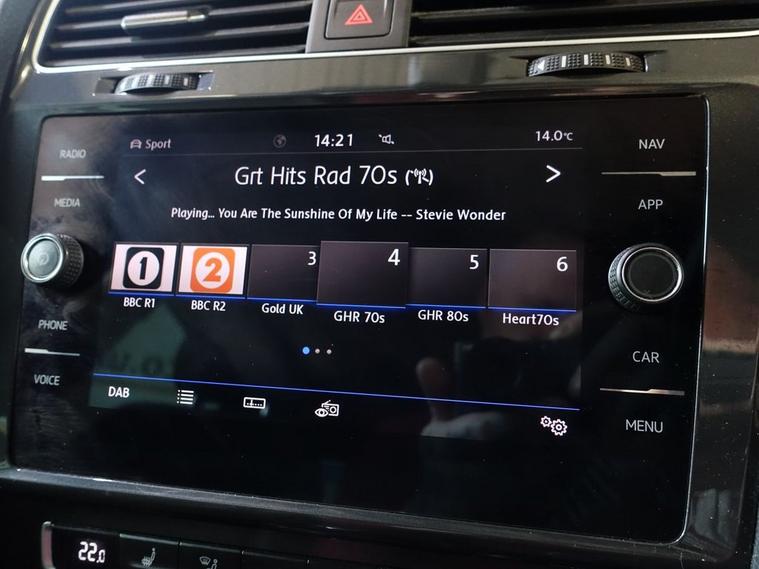 Sport 14:21 14.0°C
RADIO
NAV
< Grt Hits Rad 70s >
MEDIA
APP
Playing... You Are The Sunshine Of My Life -- Stevie Wonder
1 2 3 4 5 6
BBC R1 BBC R2 Gold UK GHR 70s GHR 80s Heart70s
PHONE
CAR
VOICE
DAB
MENU
22.0